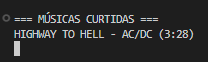 === MÚSICAS CURTIDAS ===
HIGHWAY TO HELL - AC/DC (3:28)